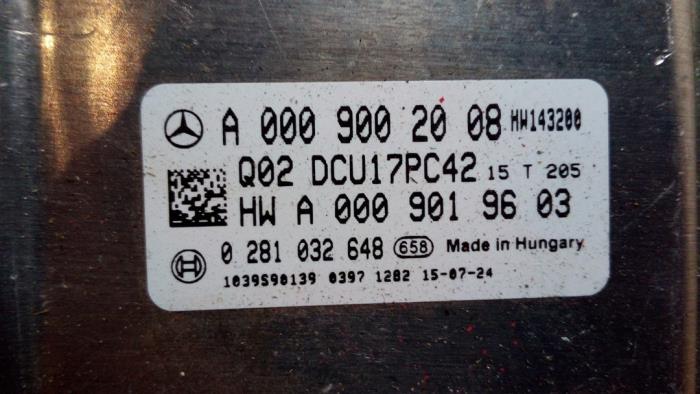 A 000 900 20 08 HW143200
Q02 DCU17PC42 15 T 205
HW A 000 901 96 03
0 281 032 648 658 Made in Hungary
1039S90139 0397 1282 15-07-24